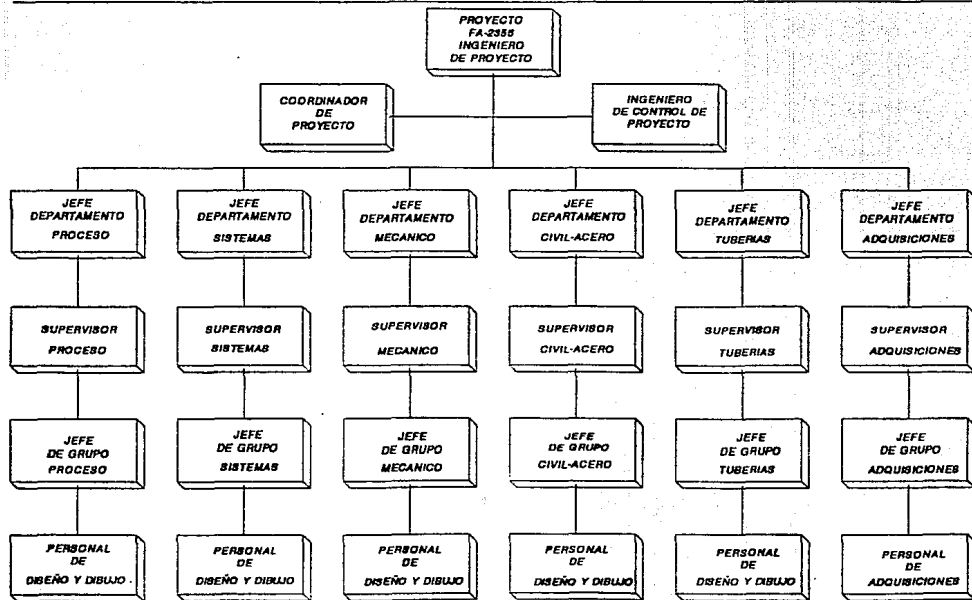 PROYECTO
FA-2356
INGENIERO
DE PROYECTO
COORDINADOR
DE
PROYECTO
INGENIERO
DE CONTROL DE
PROYECTO
JEFE
DEPARTAMENTO
PROCESO
JEFE
DEPARTAMENTO
SISTEMAS
JEFE
DEPARTAMENTO
MECANICO
JEFE
DEPARTAMENTO
CIVIL-ACERO
JEFE
DEPARTAMENTO
TUBERIAS
JEFE
DEPARTAMENTO
ADQUISICIONES
SUPERVISOR
PROCESO
SUPERVISOR
SISTEMAS
SUPERVISOR
MECANICO
SUPERVISOR
CIVIL-ACERO
SUPERVISOR
TUBERIAS
SUPERVISOR
ADQUISICIONES
JEFE
DE GRUPO
PROCESO
JEFE
DE GRUPO
SISTEMAS
JEFE
DE GRUPO
MECANICO
JEFE
DE GRUPO
CIVIL-ACERO
JEFE
DE GRUPO
TUBERIAS
JEFE
DE GRUPO
ADQUISICIONES
PERSONAL
DE
DISEÑO Y DIBUJO
PERSONAL
DE
DISEÑO Y DIBUJO
PERSONAL
DE
DISEÑO Y DIBUJO
PERSONAL
DE
DISEÑO Y DIBUJO
PERSONAL
DE
DISEÑO Y DIBUJO
PERSONAL
DE
ADQUISICIONES